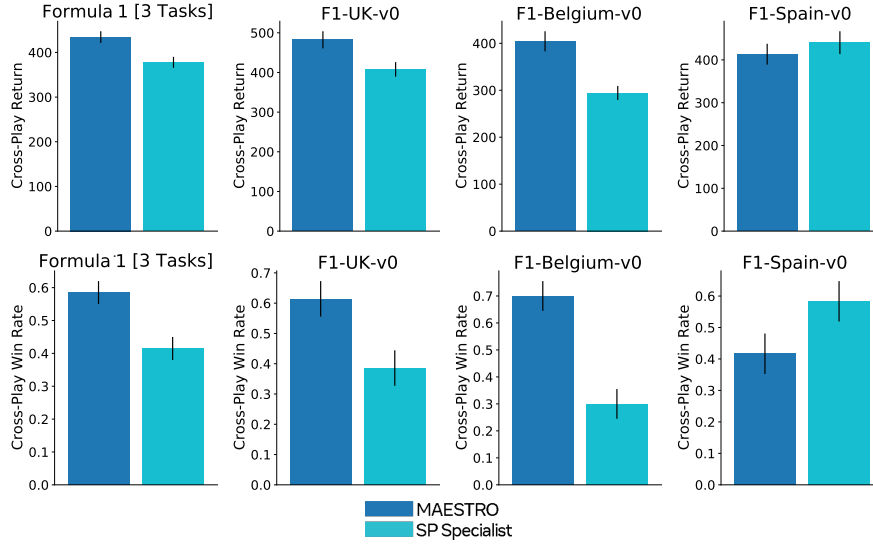 Formula 1 [3 Tasks]
Cross-Play Return
400
300
200
100
0
F1-UK-v0
Cross-Play Return
500
400
300
200
100
0
F1-Belgium-v0
Cross-Play Return
400
300
200
100
0
F1-Spain-v0
Cross-Play Return
400
300
200
100
0
Formula 1 [3 Tasks]
Cross-Play Win Rate
0.6
0.5
0.4
0.3
0.2
0.1
0.0
F1-UK-v0
Cross-Play Win Rate
0.7
0.6
0.5
0.4
0.3
0.2
0.1
0.0
F1-Belgium-v0
Cross-Play Win Rate
0.7
0.6
0.5
0.4
0.3
0.2
0.1
0.0
F1-Spain-v0
Cross-Play Win Rate
0.6
0.5
0.4
0.3
0.2
0.1
0.0
MAESTRO
SP Specialist